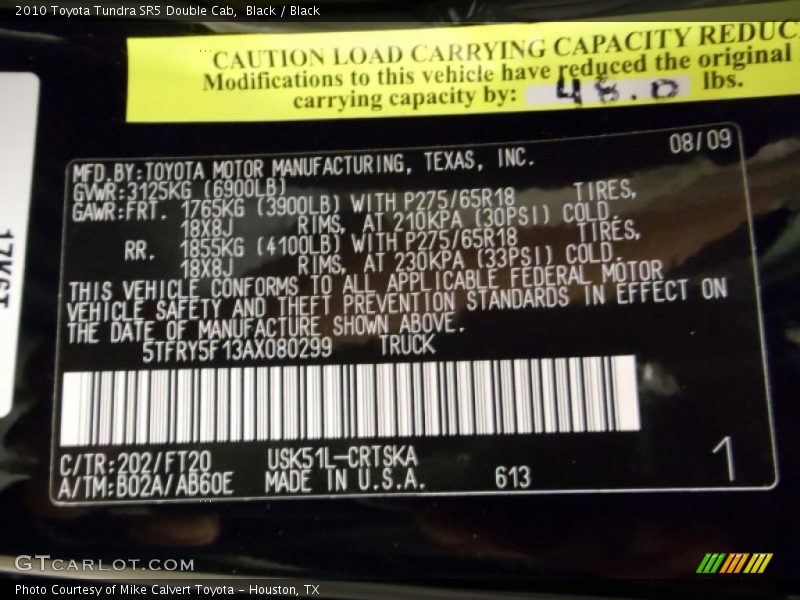 2010 Toyota Tundra SR5 Double Cab, Black / Black
CAUTION LOAD CARRYING CAPACITY REDUC
Modifications to this vehicle have reduced the original
carrying capacity by: 48.0 lbs.
08/09
MFD.BY:TOYOTA MOTOR MANUFACTURING, TEXAS, INC.
GVWR:3125KG (6900LB)
GAWR:FRT. 1765KG (3900LB) WITH P275/65R18 TIRES,
18X8J RIMS, AT 210KPA (30PSI) COLD.
RR. 1855KG (4100LB) WITH P275/65R18 TIRES,
18X8J RIMS, AT 230KPA (33PSI) COLD.
THIS VEHICLE CONFORMS TO ALL APPLICABLE FEDERAL MOTOR
VEHICLE SAFETY AND THEFT PREVENTION STANDARDS IN EFFECT ON
THE DATE OF MANUFACTURE SHOWN ABOVE.
5TFRY5F13AX080299 TRUCK
C/TR:202/FT20 USK51L-CRTSKA
A/TM:B02A/AB60E MADE IN U.S.A. 613
1
GTCARLOT.COM
Photo Courtesy of Mike Calvert Toyota - Houston, TX